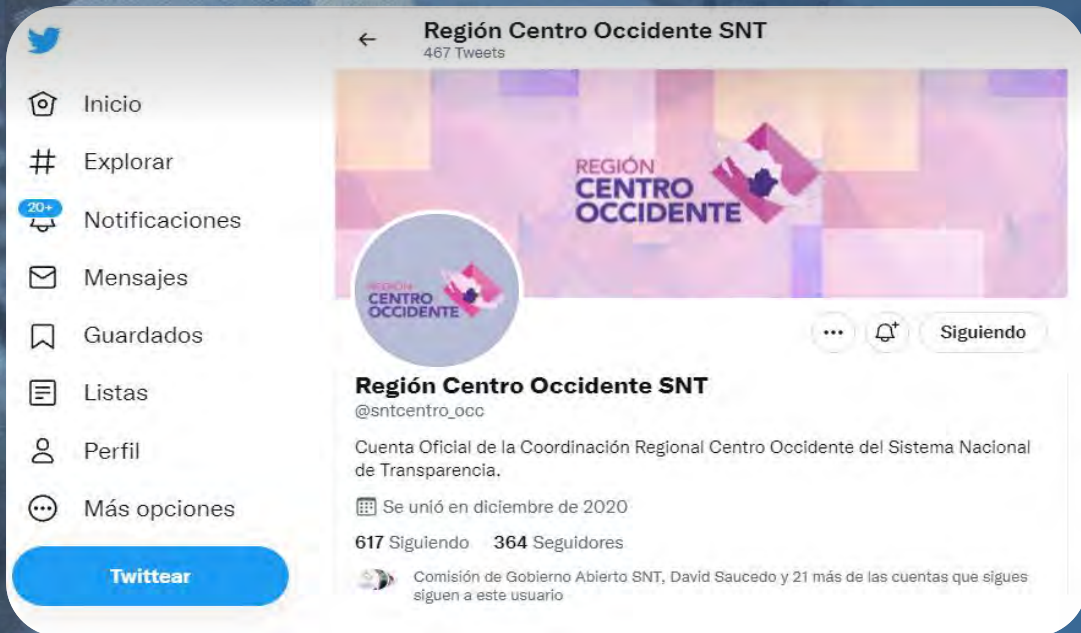 Región Centro Occidente SNT
467 Tweets
Inicio
Explorar
20+
Notificaciones
Mensajes
Guardados
Listas
Perfil
Más opciones
Twittear
REGIÓN
CENTRO
OCCIDENTE
REGIÓN
CENTRO
OCCIDENTE
Siguiendo
Región Centro Occidente SNT
@sntcentro_occ
Cuenta Oficial de la Coordinación Regional Centro Occidente del Sistema Nacional
de Transparencia.
Se unió en diciembre de 2020
617 Siguiendo 364 Seguidores
Comisión de Gobierno Abierto SNT, David Saucedo y 21 más de las cuentas que sigues
siguen a este usuario